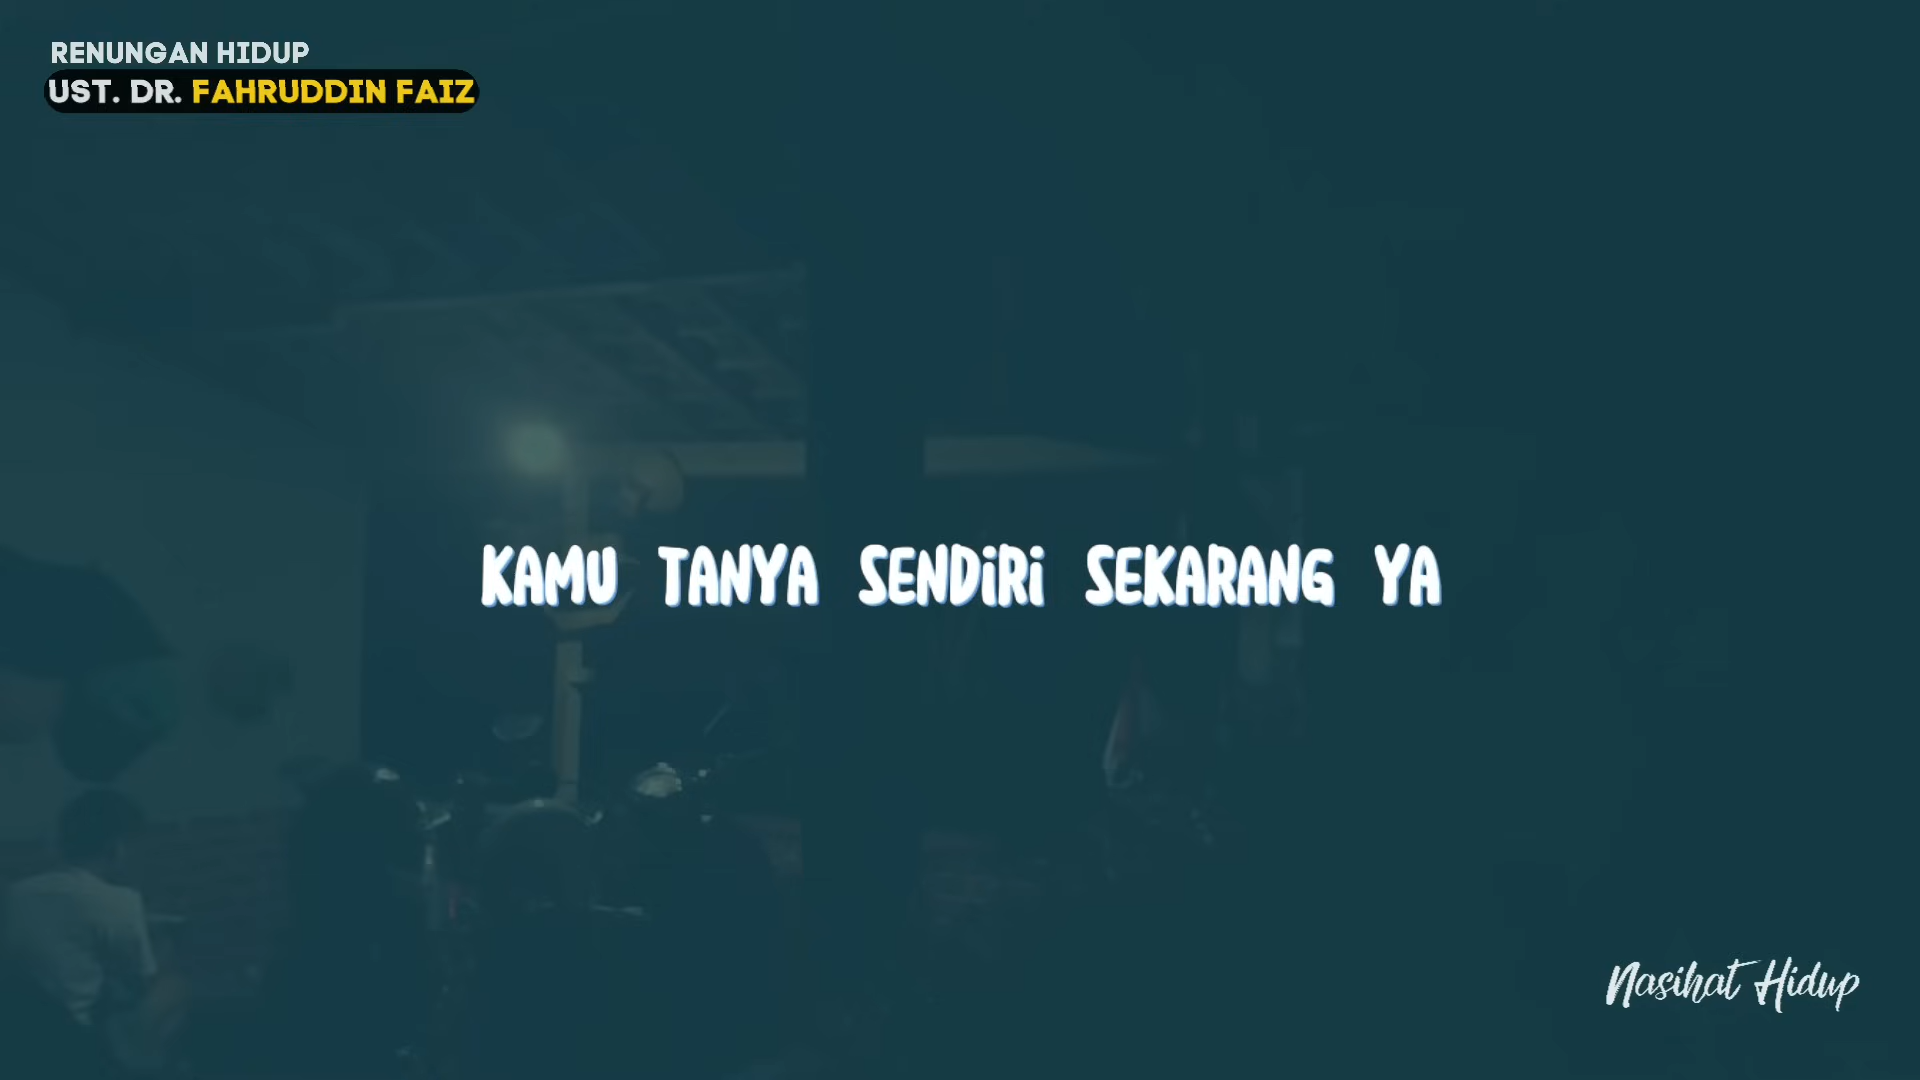 RENUNGAN HIDUP
UST. DR. FAHRUDDIN FAIZ
KAMU TANYA SENDIRI SEKARANG YA
Nasihat Hidup